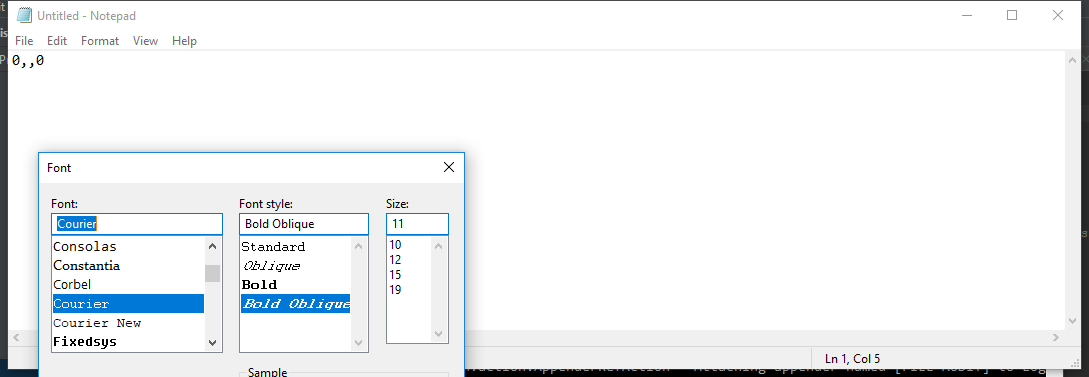 Untitled - Notepad
File Edit Format View Help
0,,0
Font
Font: Font style: Size:
Courier Bold Oblique 11
Consolas Standard 10
Constantia Oblique 12
Corbel Bold 15
Courier Bold Oblique 19
Courier New
Fixedsys
Sample
Ln 1, Col 5